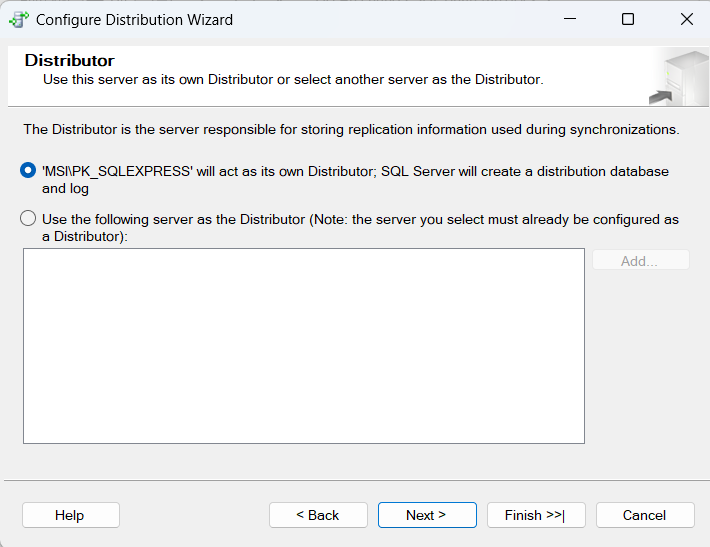 Configure Distribution Wizard
Distributor
Use this server as its own Distributor or select another server as the Distributor.
The Distributor is the server responsible for storing replication information used during synchronizations.
'MSI\PK_SQLEXPRESS' will act as its own Distributor; SQL Server will create a distribution database
and log
Use the following server as the Distributor (Note: the server you select must already be configured as
a Distributor):
Add...
Help
< Back
Next >
Finish >>|
Cancel